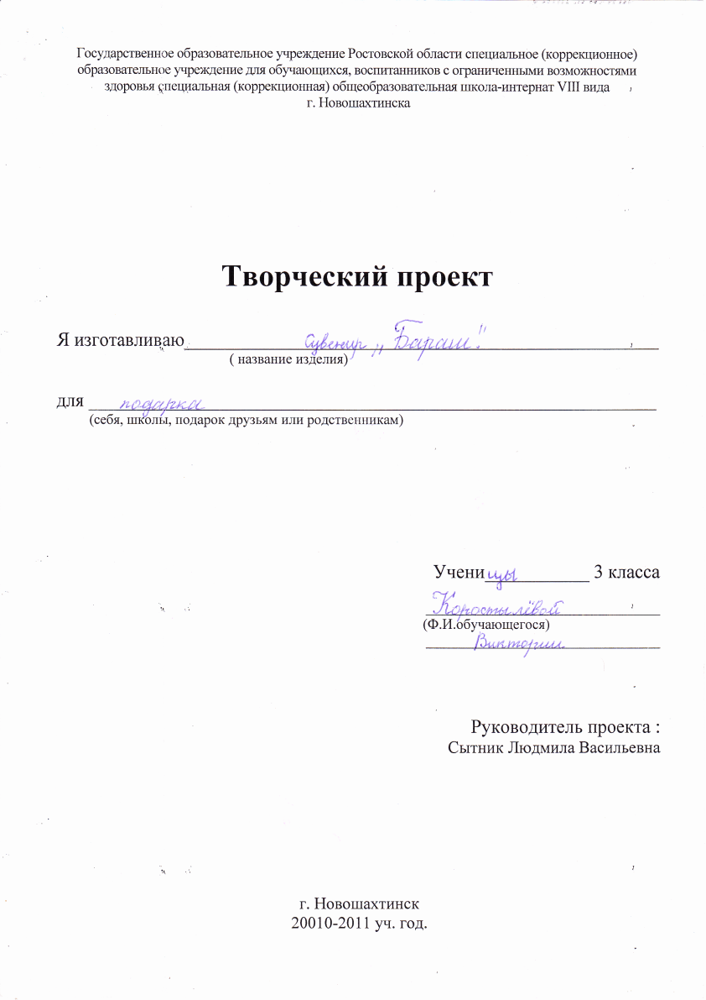 Государственное образовательное учреждение Ростовской области специальное (коррекционное)
образовательное учреждение для обучающихся, воспитанников с ограниченными возможностями
здоровья специальная (коррекционная) общеобразовательная школа-интернат VIII вида
г. Новошахтинска
Творческий проект
Я изготавливаю Сувенир „Бараш".
( название изделия)
для подарка
(себя, школы, подарок друзьям или родственникам)
Ученицы 3 класса
Коростылёвой
(Ф.И.обучающегося)
Виктории.
Руководитель проекта :
Сытник Людмила Васильевна
г. Новошахтинск
20010-2011 уч. год.